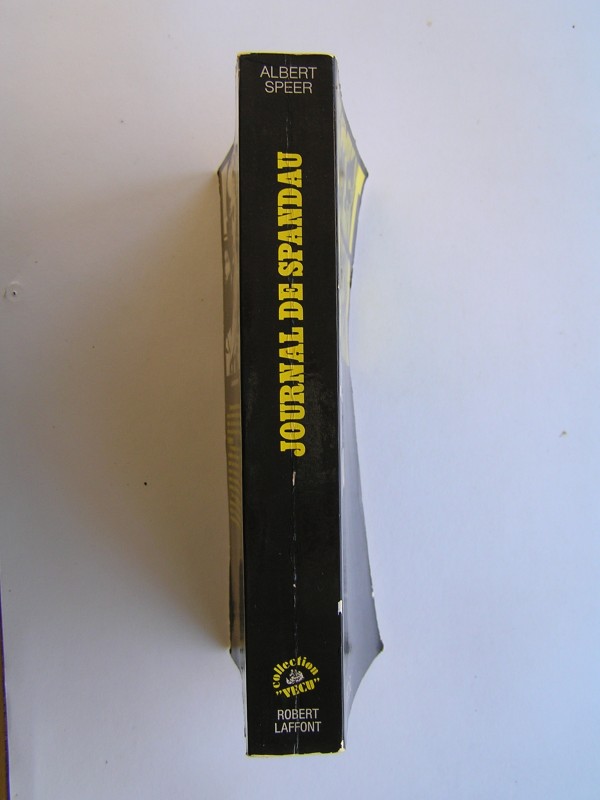 ALBERT
SPEER
JOURNAL DE SPANDAU
collection
"VECU"
ROBERT
LAFFONT